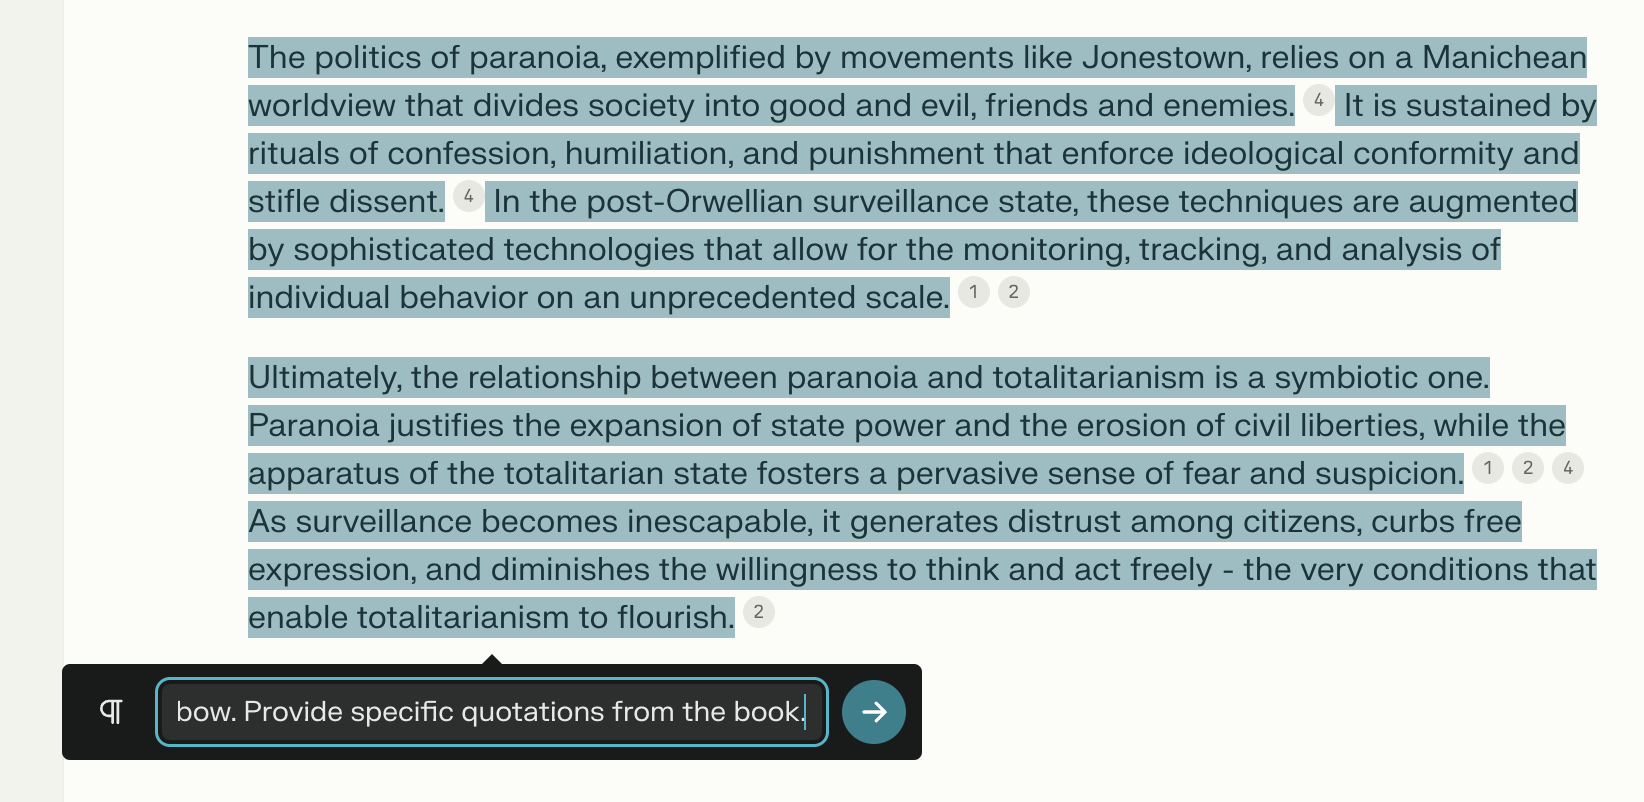 The politics of paranoia, exemplified by movements like Jonestown, relies on a Manichean
worldview that divides society into good and evil, friends and enemies. 4 It is sustained by
rituals of confession, humiliation, and punishment that enforce ideological conformity and
stifle dissent. 4 In the post-Orwellian surveillance state, these techniques are augmented
by sophisticated technologies that allow for the monitoring, tracking, and analysis of
individual behavior on an unprecedented scale. 1 2
Ultimately, the relationship between paranoia and totalitarianism is a symbiotic one.
Paranoia justifies the expansion of state power and the erosion of civil liberties, while the
apparatus of the totalitarian state fosters a pervasive sense of fear and suspicion. 1 2 4
As surveillance becomes inescapable, it generates distrust among citizens, curbs free
expression, and diminishes the willingness to think and act freely - the very conditions that
enable totalitarianism to flourish. 2
¶ bow. Provide specific quotations from the book.